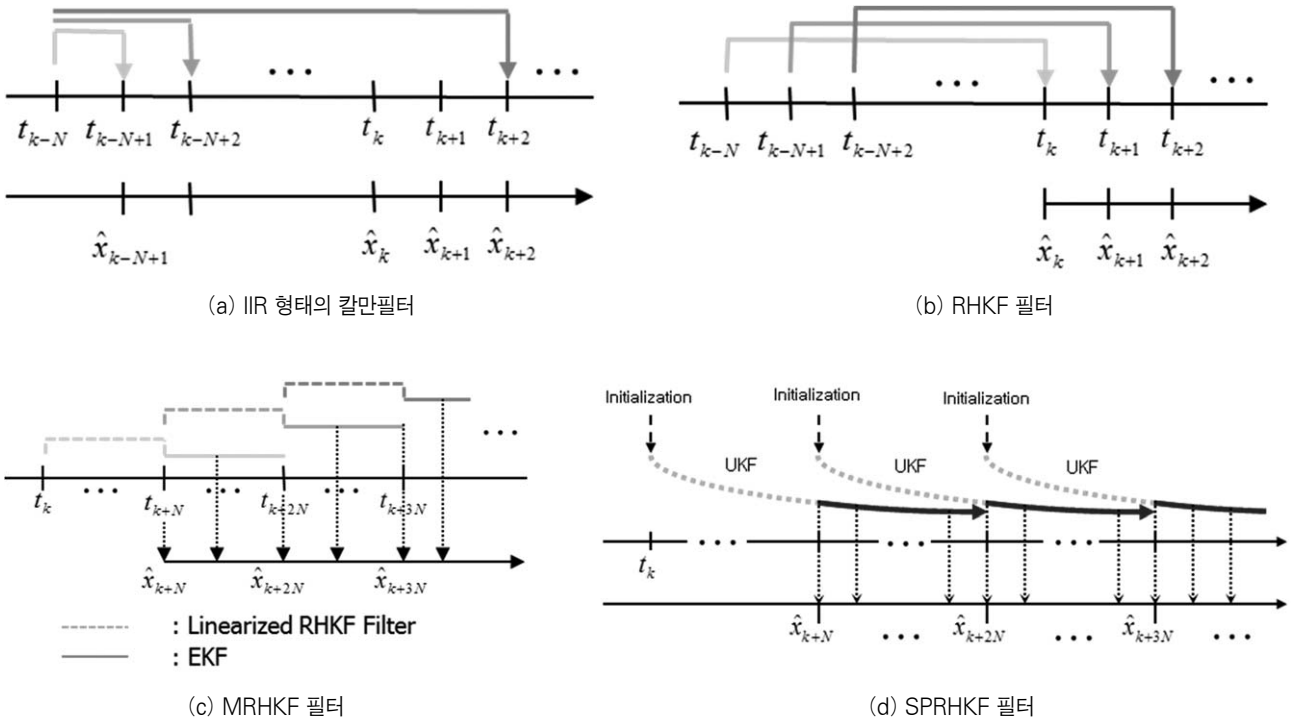 t_{k-N} t_{k-N+1} t_{k-N+2} ... t_k t_{k+1} t_{k+2} ...
x̂_{k-N+1} x̂_k x̂_{k+1} x̂_{k+2}
(a) IIR 형태의 칼만필터
t_{k-N} t_{k-N+1} t_{k-N+2} ... t_k t_{k+1} t_{k+2} ...
x̂_k x̂_{k+1} x̂_{k+2}
(b) RHKF 필터
t_k ... t_{k+N} ... t_{k+2N} ... t_{k+3N} ...
x̂_{k+N} x̂_{k+2N} x̂_{k+3N}
: Linearized RHKF Filter
: EKF
(c) MRHKF 필터
Initialization Initialization Initialization
UKF UKF UKF
t_k ... ... ...
x̂_{k+N} ... x̂_{k+2N} ... x̂_{k+3N} ...
(d) SPRHKF 필터